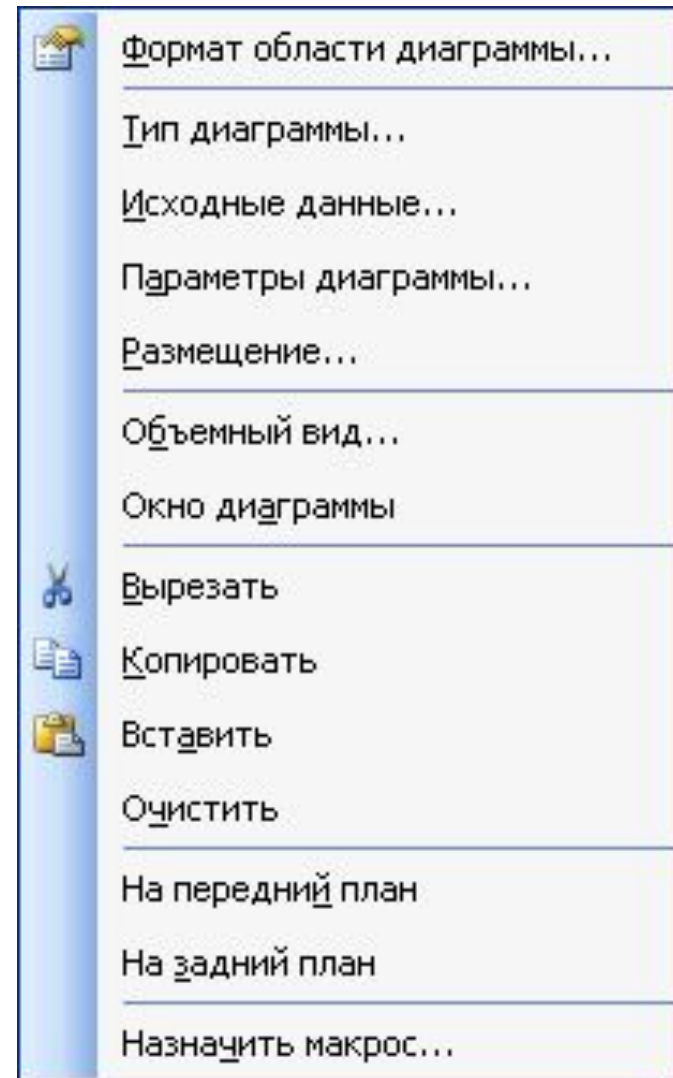 Формат области диаграммы...
Тип диаграммы...
Исходные данные...
Параметры диаграммы...
Размещение...
Объемный вид...
Окно диаграммы
Вырезать
Копировать
Вставить
Очистить
На передний план
На задний план
Назначить макрос...